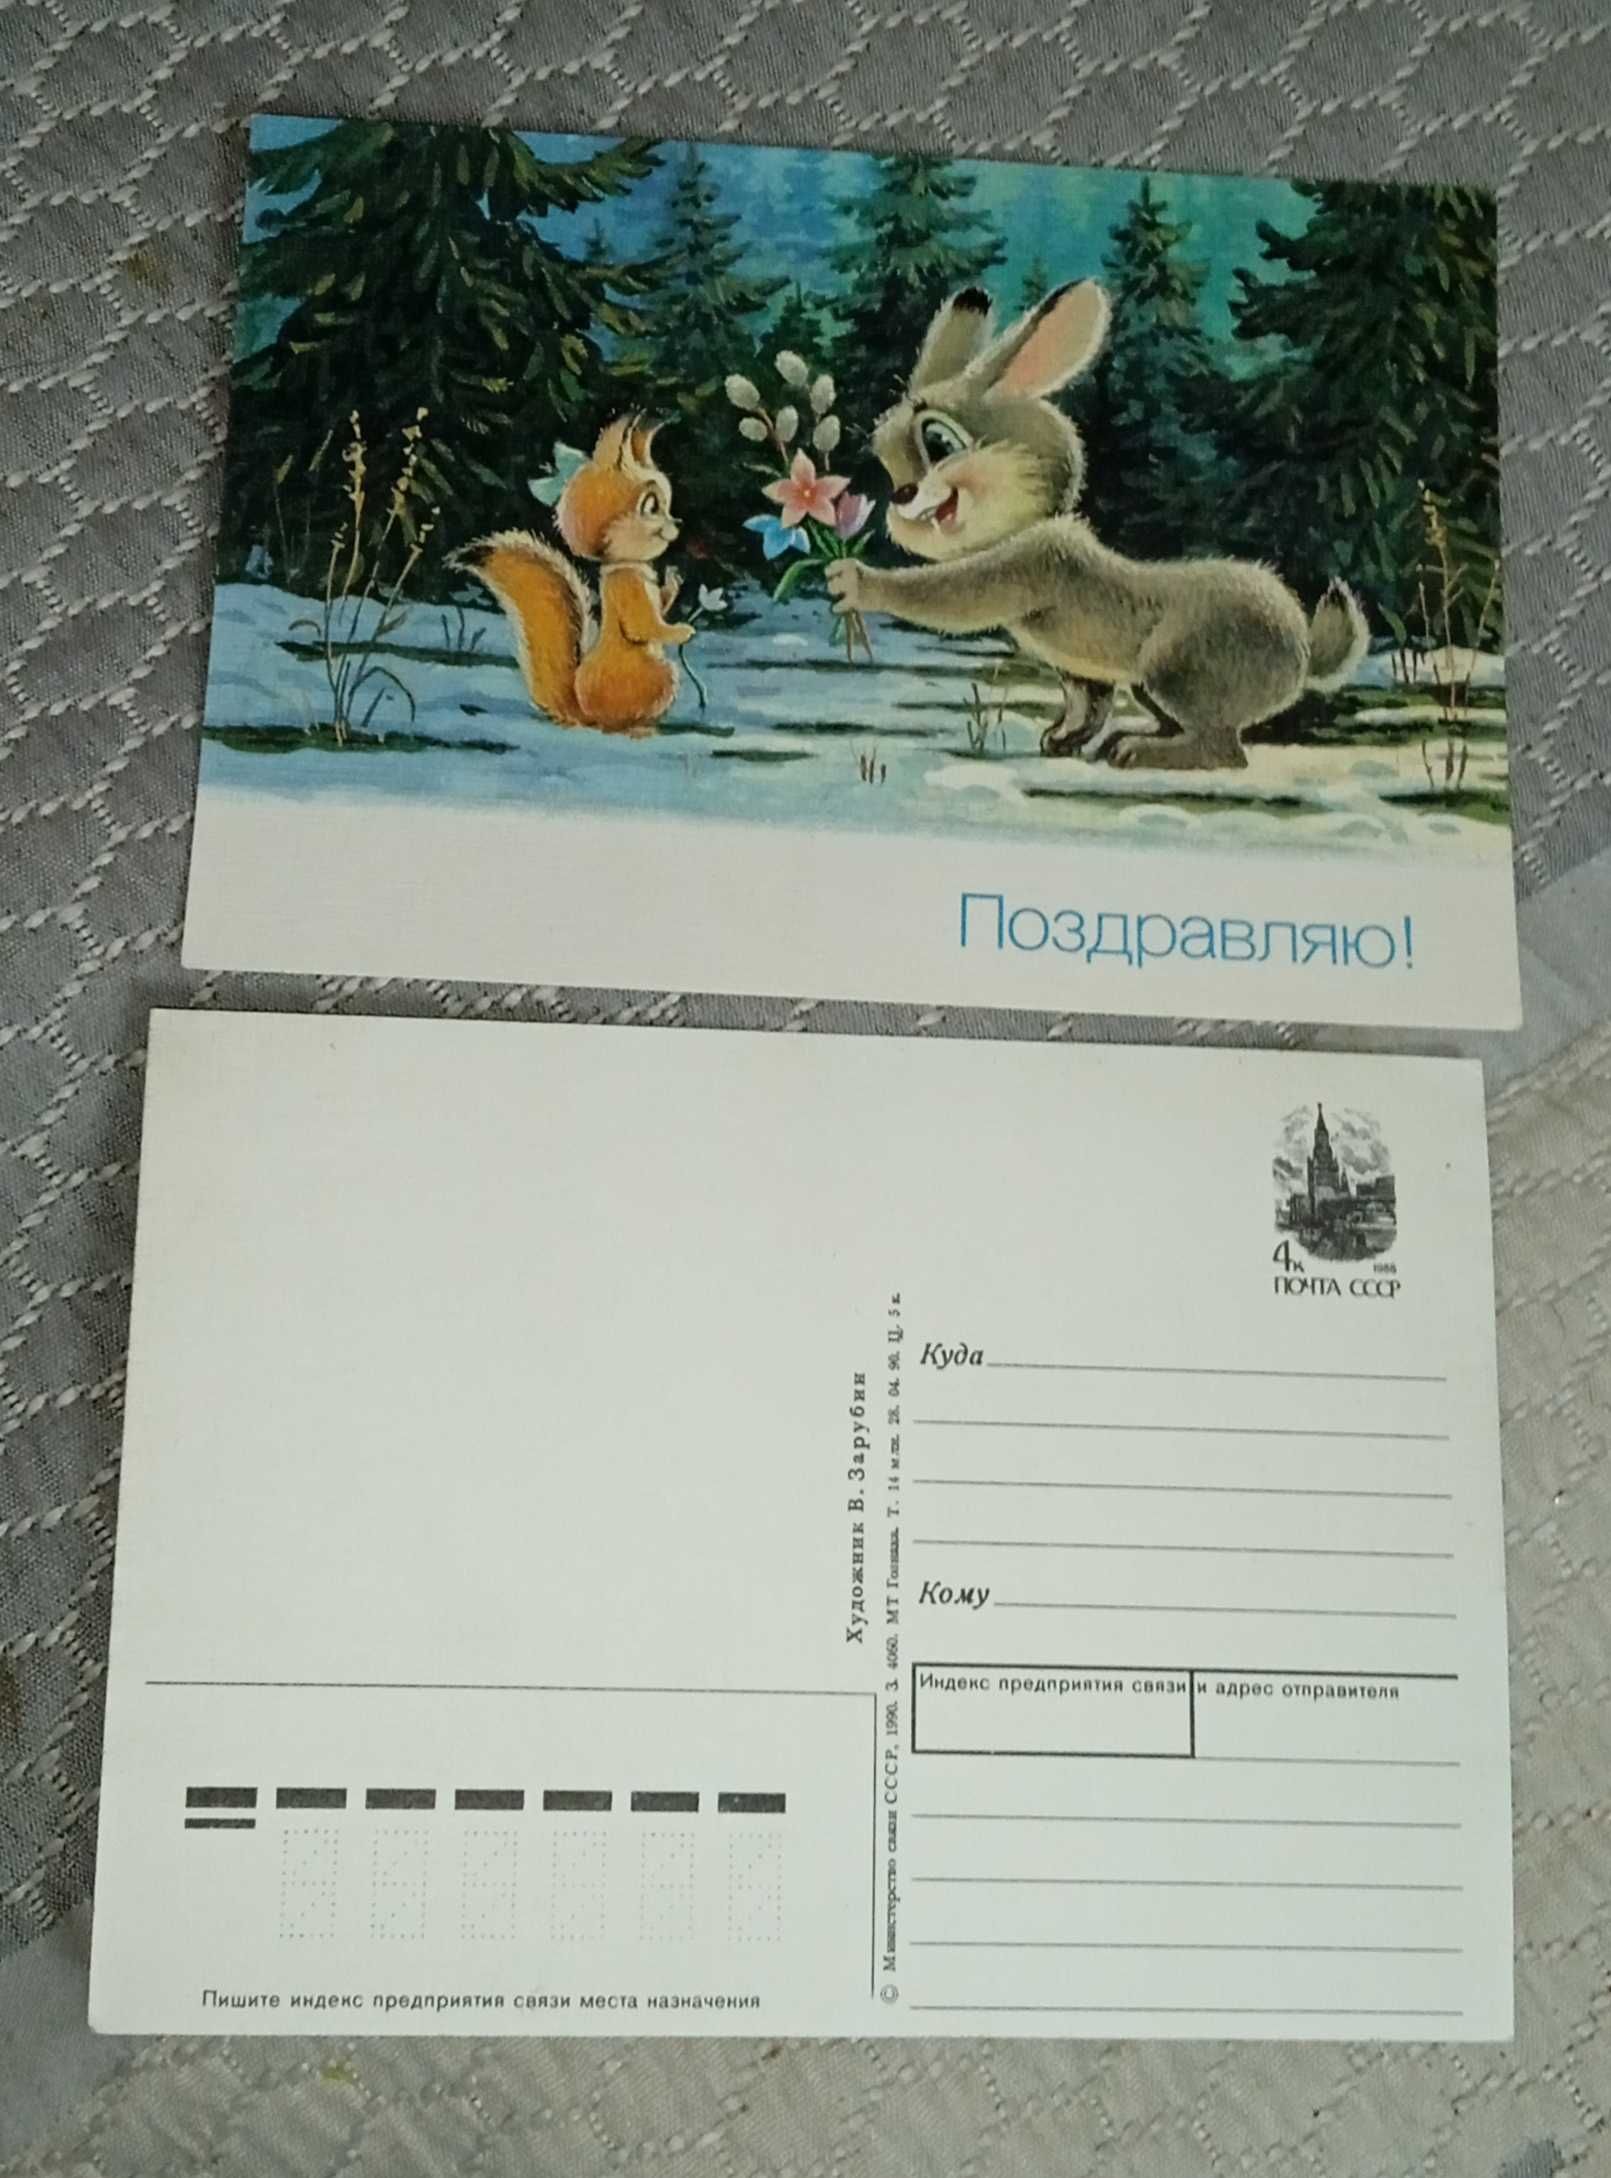 Поздравляю!
4к 1988
ПОЧТА СССР
Куда
Кому
Индекс предприятия связи и адрес отправителя
Художник В. Зарубин
© Министерство связи СССР, 1990. З. 4060. МТ Гознака. Т. 14 млн. 28. 04. 90. Ц. 5 к.
Пишите индекс предприятия связи места назначения